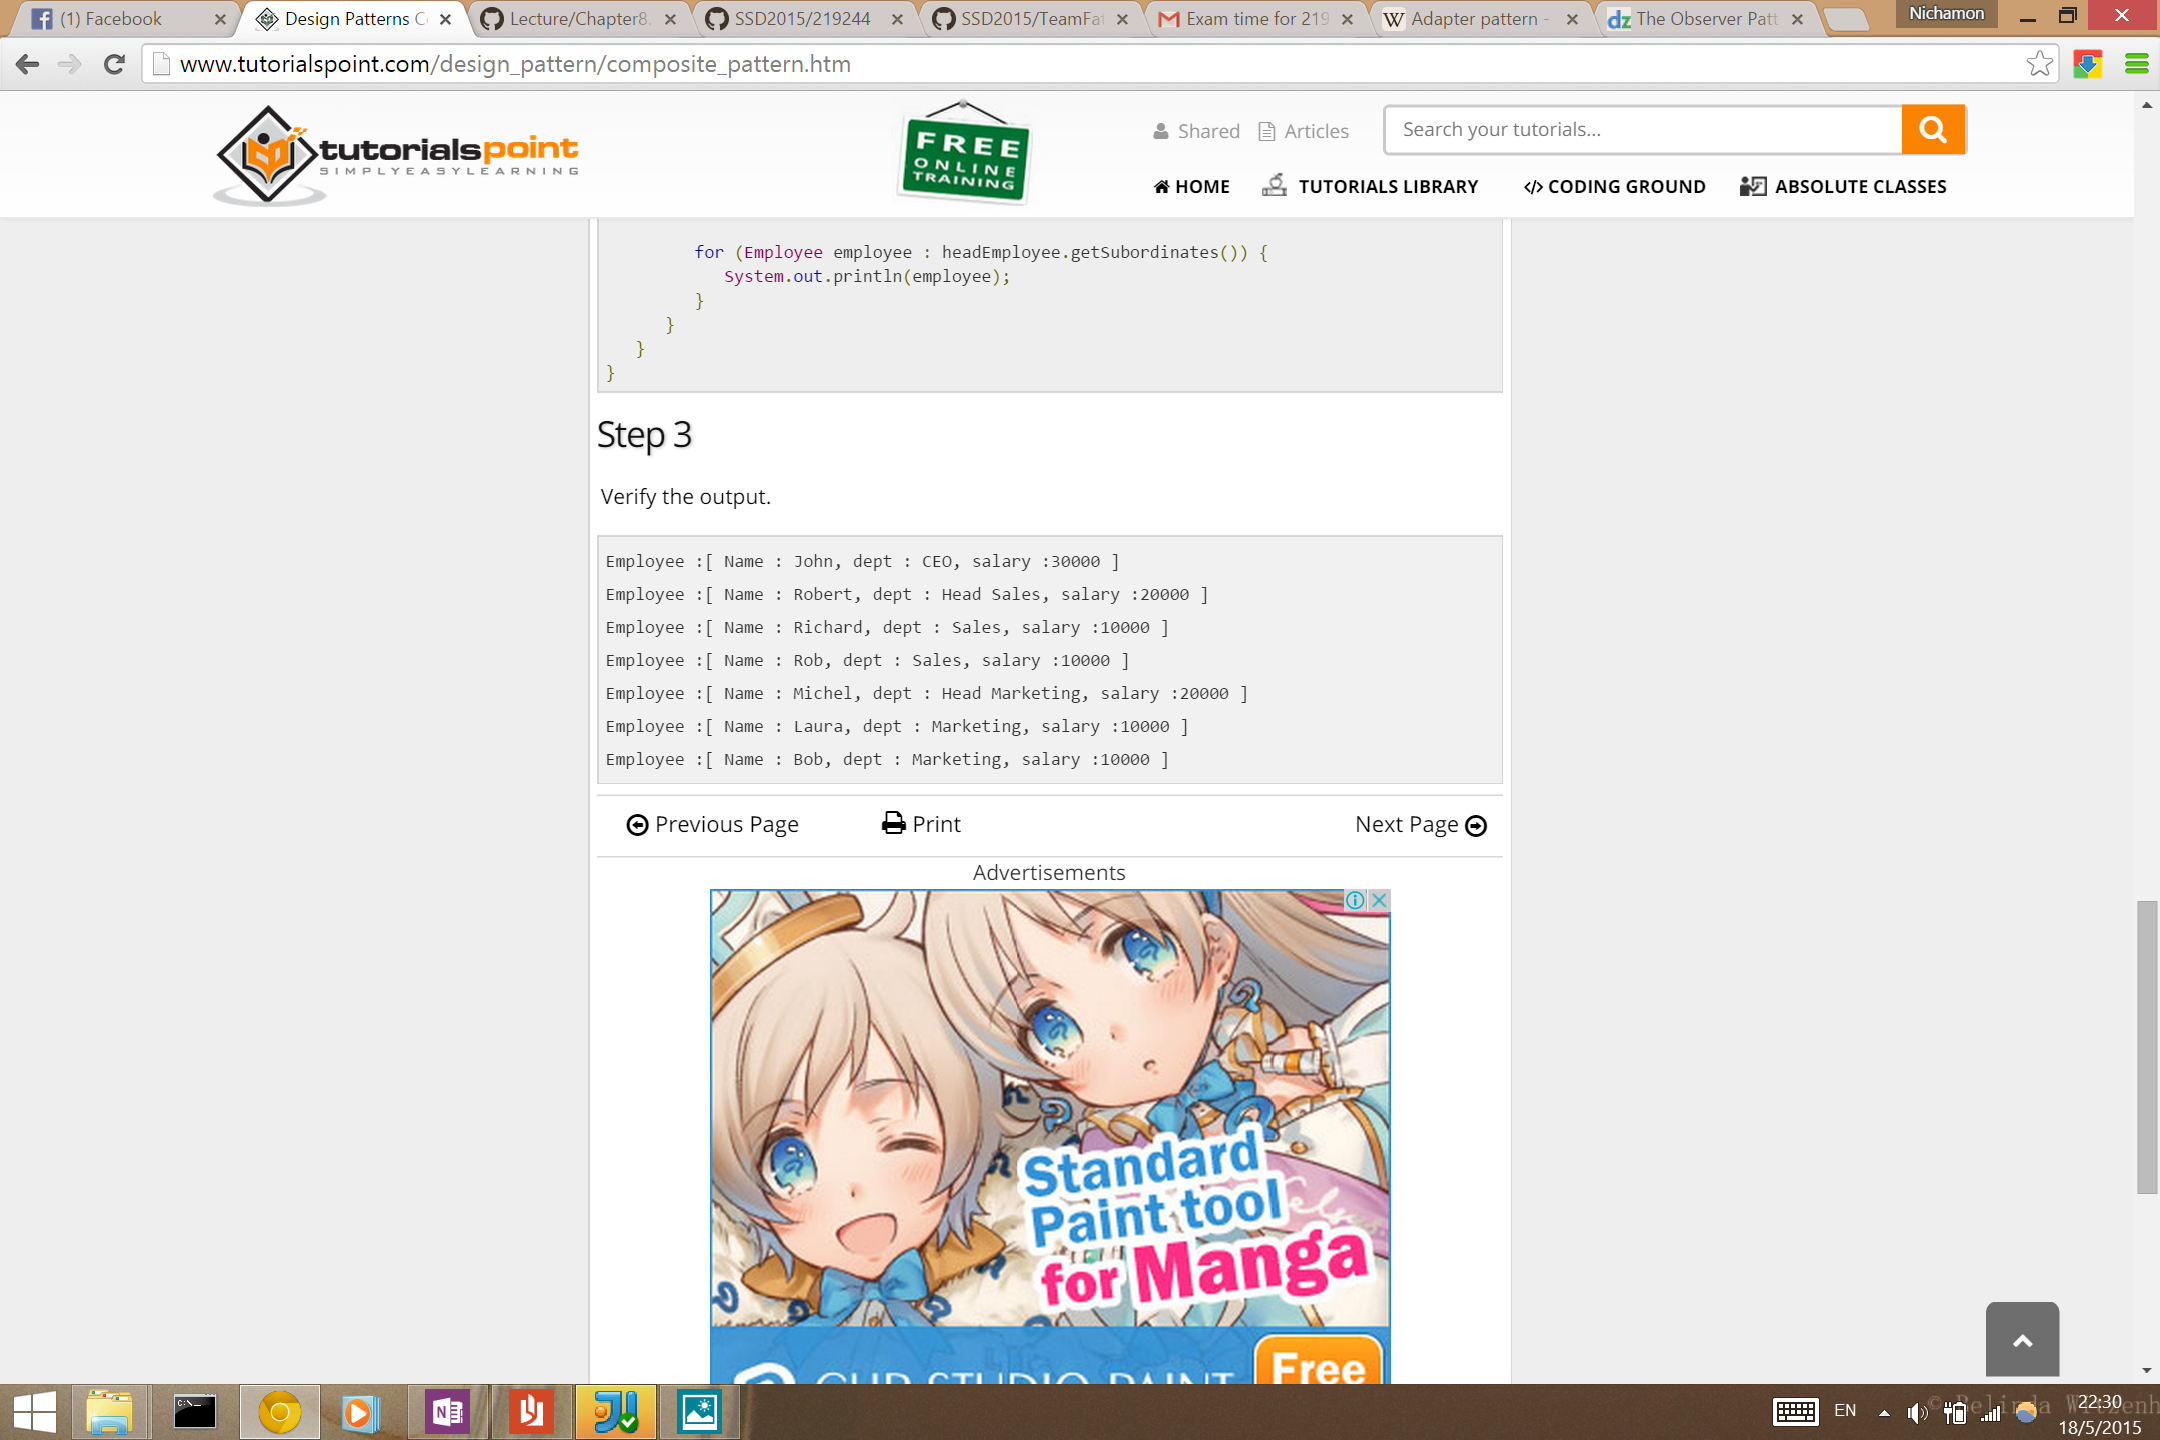 (1) Facebook
Design Patterns C
Lecture/Chapter8.
SSD2015/219244
SSD2015/TeamFat
Exam time for 219
Adapter pattern -
The Observer Patt
Nichamon
www.tutorialspoint.com/design_pattern/composite_pattern.htm
tutorialspoint
SIMPLYEASYLEARNING
FREE
ONLINE
TRAINING
Shared
Articles
Search your tutorials...
HOME
TUTORIALS LIBRARY
CODING GROUND
ABSOLUTE CLASSES
for (Employee employee : headEmployee.getSubordinates()) {
System.out.println(employee);
}
}
}
}
Step 3
Verify the output.
Employee :[ Name : John, dept : CEO, salary :30000 ]
Employee :[ Name : Robert, dept : Head Sales, salary :20000 ]
Employee :[ Name : Richard, dept : Sales, salary :10000 ]
Employee :[ Name : Rob, dept : Sales, salary :10000 ]
Employee :[ Name : Michel, dept : Head Marketing, salary :20000 ]
Employee :[ Name : Laura, dept : Marketing, salary :10000 ]
Employee :[ Name : Bob, dept : Marketing, salary :10000 ]
Previous Page
Print
Next Page
Advertisements
Standard
Paint tool
for Manga
CLIP STUDIO PAINT
Free
EN
22:30
18/5/2015